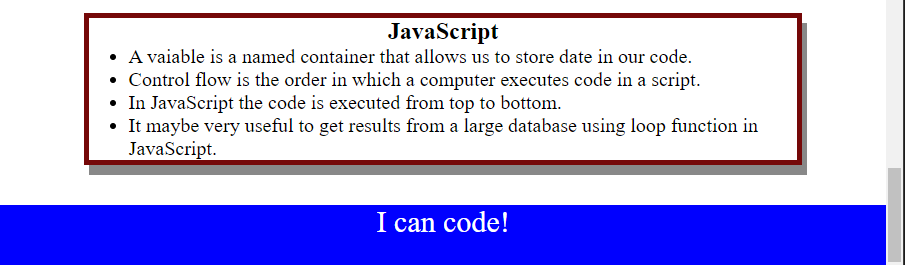 JavaScript
• A vaiable is a named container that allows us to store date in our code.
• Control flow is the order in which a computer executes code in a script.
• In JavaScript the code is executed from top to bottom.
• It maybe very useful to get results from a large database using loop function in
JavaScript.
I can code!